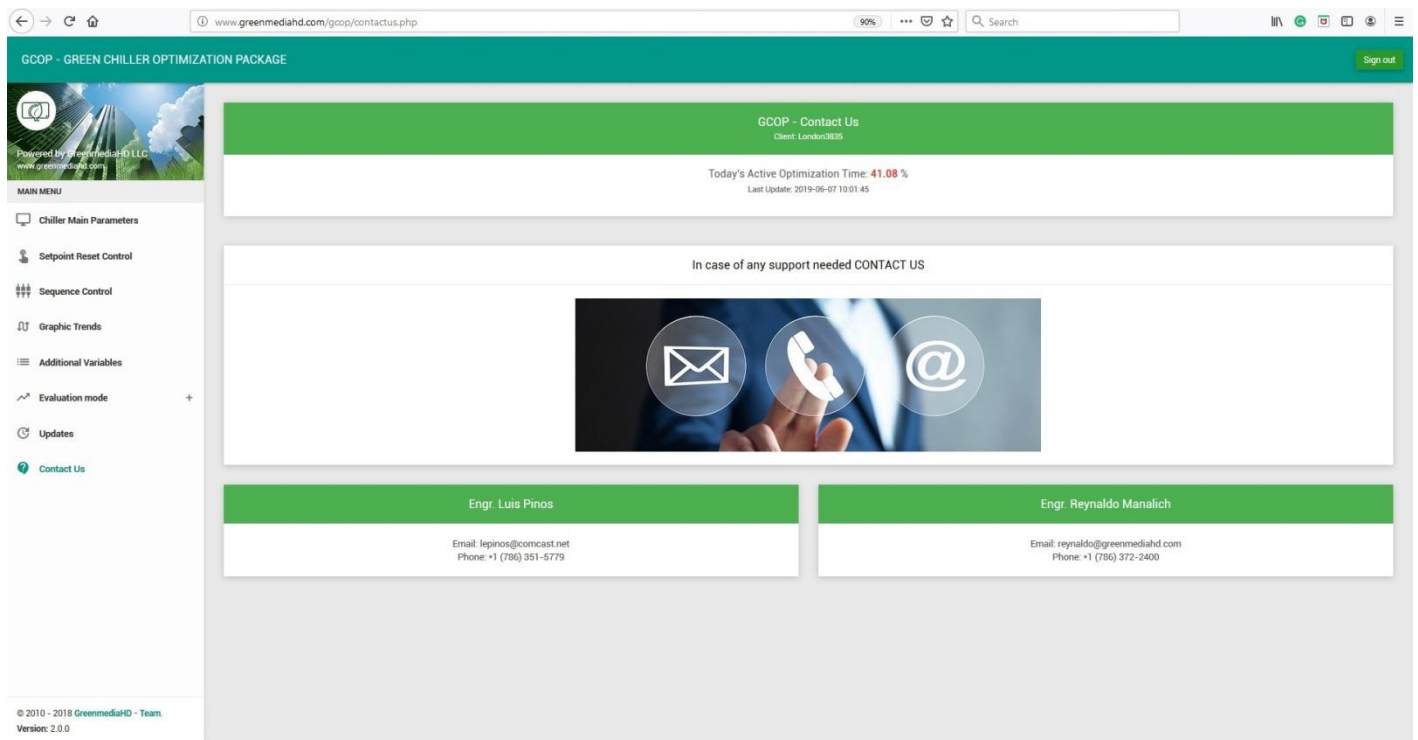 www.greenmediahd.com/gcop/contactus.php
90%
Search
GCOP - GREEN CHILLER OPTIMIZATION PACKAGE
Sign out
Powered by GreenmediaHD LLC
www.greenmediahd.com
MAIN MENU
Chiller Main Parameters
Setpoint Reset Control
Sequence Control
Graphic Trends
Additional Variables
Evaluation mode +
Updates
Contact Us
© 2010 - 2018 GreenmediaHD - Team.
Version: 2.0.0
GCOP - Contact Us
Client: London3835
Today's Active Optimization Time: 41.08 %
Last Update: 2019-06-07 10:01:45
In case of any support needed CONTACT US
@
Engr. Luis Pinos
Email: lepinos@comcast.net
Phone: +1 (786) 351-5779
Engr. Reynaldo Manalich
Email: reynaldo@greenmediahd.com
Phone: +1 (786) 372-2400